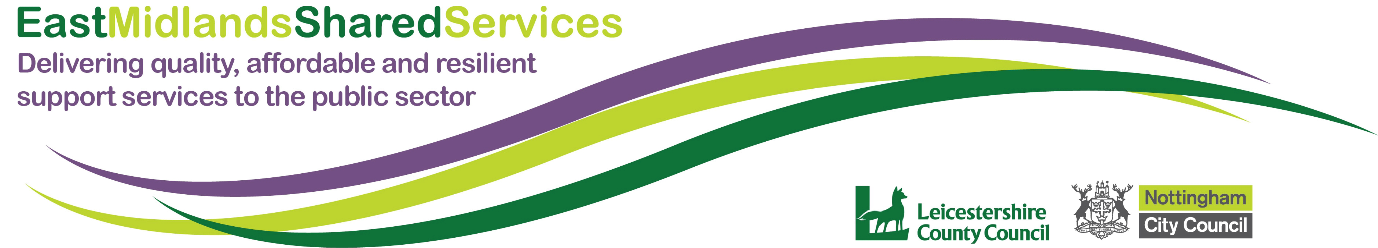 EastMidlandsSharedServices
Delivering quality, affordable and resilient
support services to the public sector
Leicestershire
County Council
Nottingham
City Council